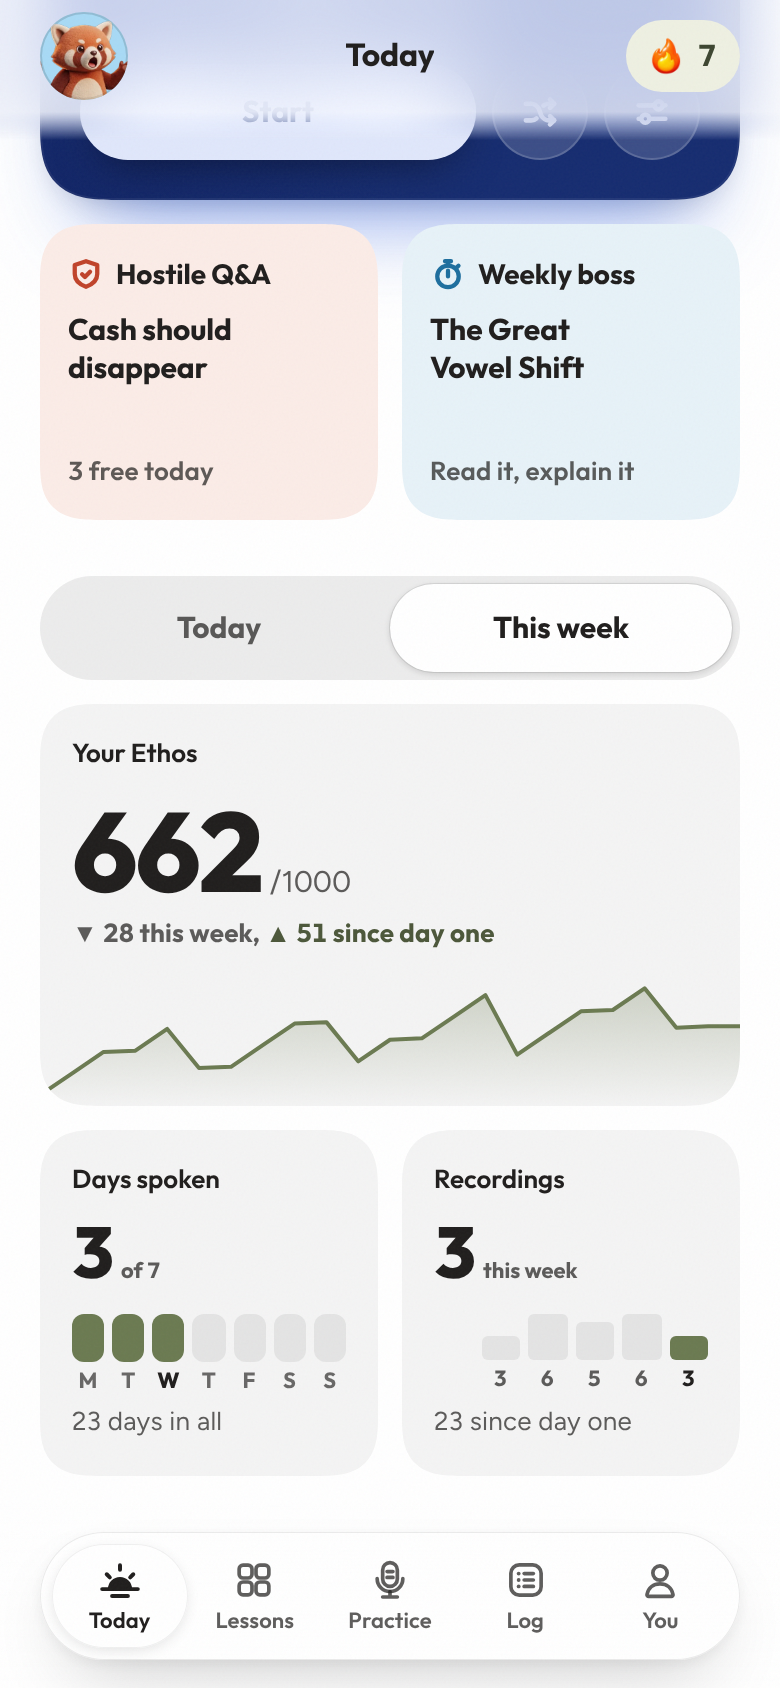 Today
7
Start
Hostile Q&A
Cash should
disappear
3 free today
Weekly boss
The Great
Vowel Shift
Read it, explain it
Today
This week
Your Ethos
662 /1000
▼ 28 this week, ▲ 51 since day one
Days spoken
3 of 7
M T W T F S S
23 days in all
Recordings
3 this week
3 6 5 6 3
23 since day one
Today
Lessons
Practice
Log
You